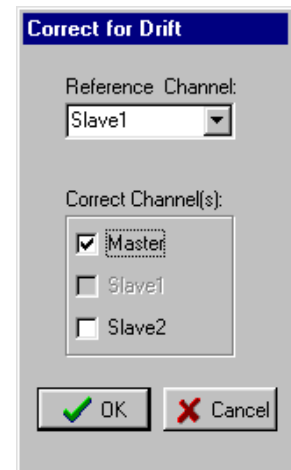 Correct for Drift
Reference Channel:
Slave1
Correct Channel(s):
Master
Slave1
Slave2
OK Cancel